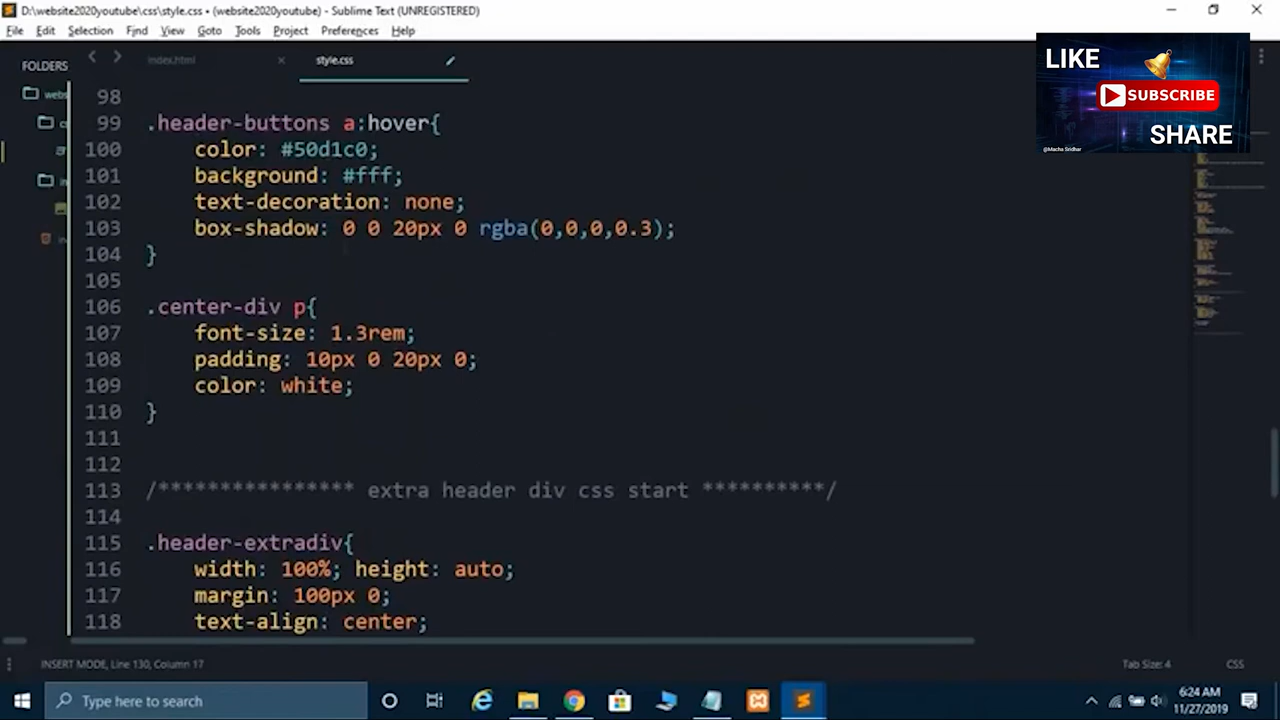 D:\website2020youtube\css\style.css • (website2020youtube) - Sublime Text (UNREGISTERED)
File Edit Selection Find View Goto Tools Project Preferences Help
FOLDERS
index.html
style.css
webs
LIKE
SUBSCRIBE
SHARE
@Macha Sridhar
98
99 .header-buttons a:hover{
100 color: #50d1c0;
101 background: #fff;
102 text-decoration: none;
103 box-shadow: 0 0 20px 0 rgba(0,0,0,0.3);
104 }
105
106 .center-div p{
107 font-size: 1.3rem;
108 padding: 10px 0 20px 0;
109 color: white;
110 }
111
112
113 /**************** extra header div css start **********/
114
115 .header-extradiv{
116 width: 100%; height: auto;
117 margin: 100px 0;
118 text-align: center;
INSERT MODE, Line 130, Column 17
Tab Size: 4
CSS
Type here to search
6:24 AM
11/27/2019